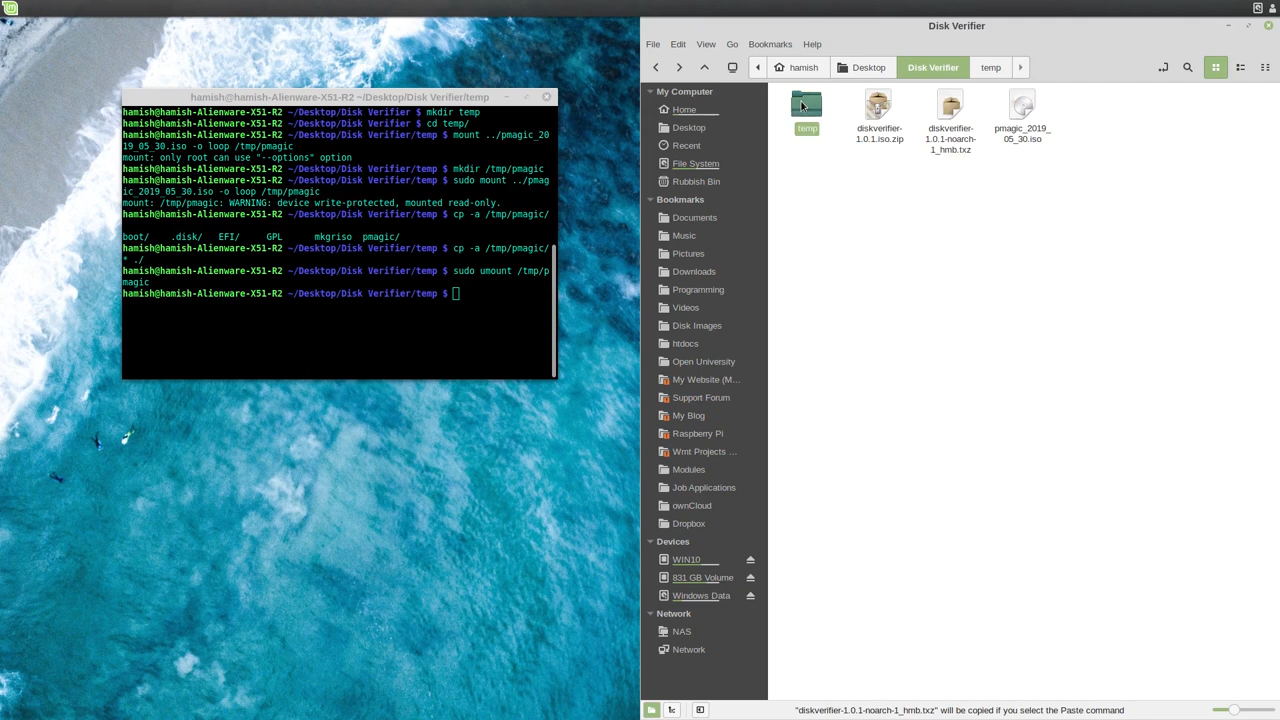 hamish@hamish-Alienware-X51-R2 ~/Desktop/Disk Verifier/temp
hamish@hamish-Alienware-X51-R2 ~/Desktop/Disk Verifier $ mkdir temp
hamish@hamish-Alienware-X51-R2 ~/Desktop/Disk Verifier $ cd temp/
hamish@hamish-Alienware-X51-R2 ~/Desktop/Disk Verifier/temp $ mount ../pmagic_20
19_05_30.iso -o loop /tmp/pmagic
mount: only root can use "--options" option
hamish@hamish-Alienware-X51-R2 ~/Desktop/Disk Verifier/temp $ mkdir /tmp/pmagic
hamish@hamish-Alienware-X51-R2 ~/Desktop/Disk Verifier/temp $ sudo mount ../pmag
ic_2019_05_30.iso -o loop /tmp/pmagic
mount: /tmp/pmagic: WARNING: device write-protected, mounted read-only.
hamish@hamish-Alienware-X51-R2 ~/Desktop/Disk Verifier/temp $ cp -a /tmp/pmagic/
boot/ .disk/ EFI/ GPL mkgriso pmagic/
hamish@hamish-Alienware-X51-R2 ~/Desktop/Disk Verifier/temp $ cp -a /tmp/pmagic/
* ./
hamish@hamish-Alienware-X51-R2 ~/Desktop/Disk Verifier/temp $ sudo umount /tmp/p
magic
hamish@hamish-Alienware-X51-R2 ~/Desktop/Disk Verifier/temp $
Disk Verifier
File Edit View Go Bookmarks Help
hamish Desktop Disk Verifier temp
My Computer
Home
Desktop
Recent
File System
Rubbish Bin
Bookmarks
Documents
Music
Pictures
Downloads
Programming
Videos
Disk Images
htdocs
Open University
My Website (M...
Support Forum
My Blog
Raspberry Pi
Wmt Projects ...
Modules
Job Applications
ownCloud
Dropbox
Devices
WIN10
831 GB Volume
Windows Data
Network
NAS
Network
temp
diskverifier-
1.0.1.iso.zip
diskverifier-
1.0.1-noarch-
1_hmb.txz
pmagic_2019_
05_30.iso
"diskverifier-1.0.1-noarch-1_hmb.txz" will be copied if you select the Paste command